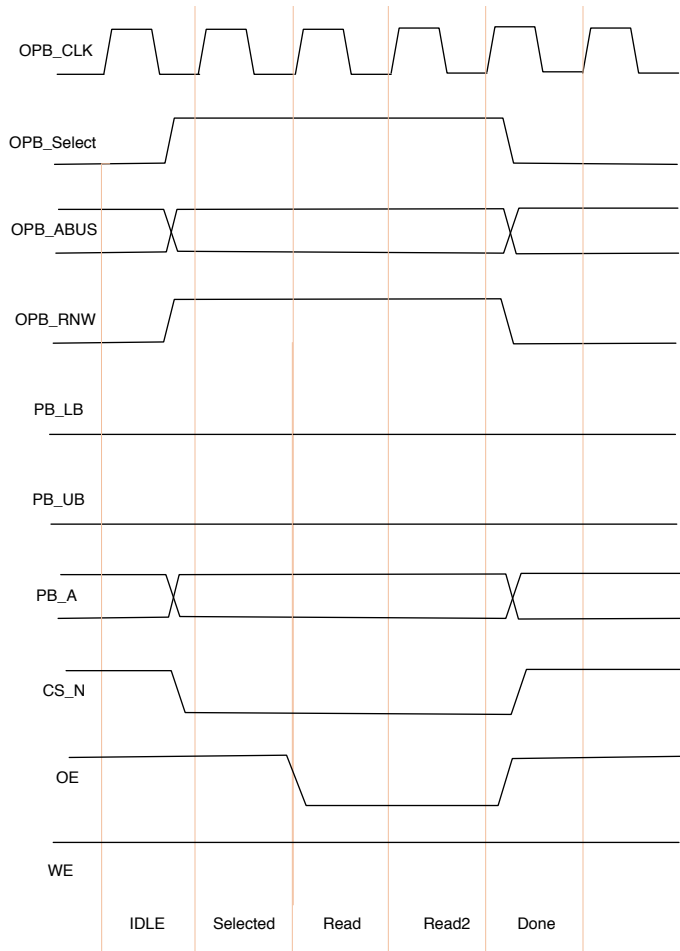 OPB_CLK
OPB_Select
OPB_ABUS
OPB_RNW
PB_LB
PB_UB
PB_A
CS_N
OE
WE
IDLE Selected Read Read2 Done